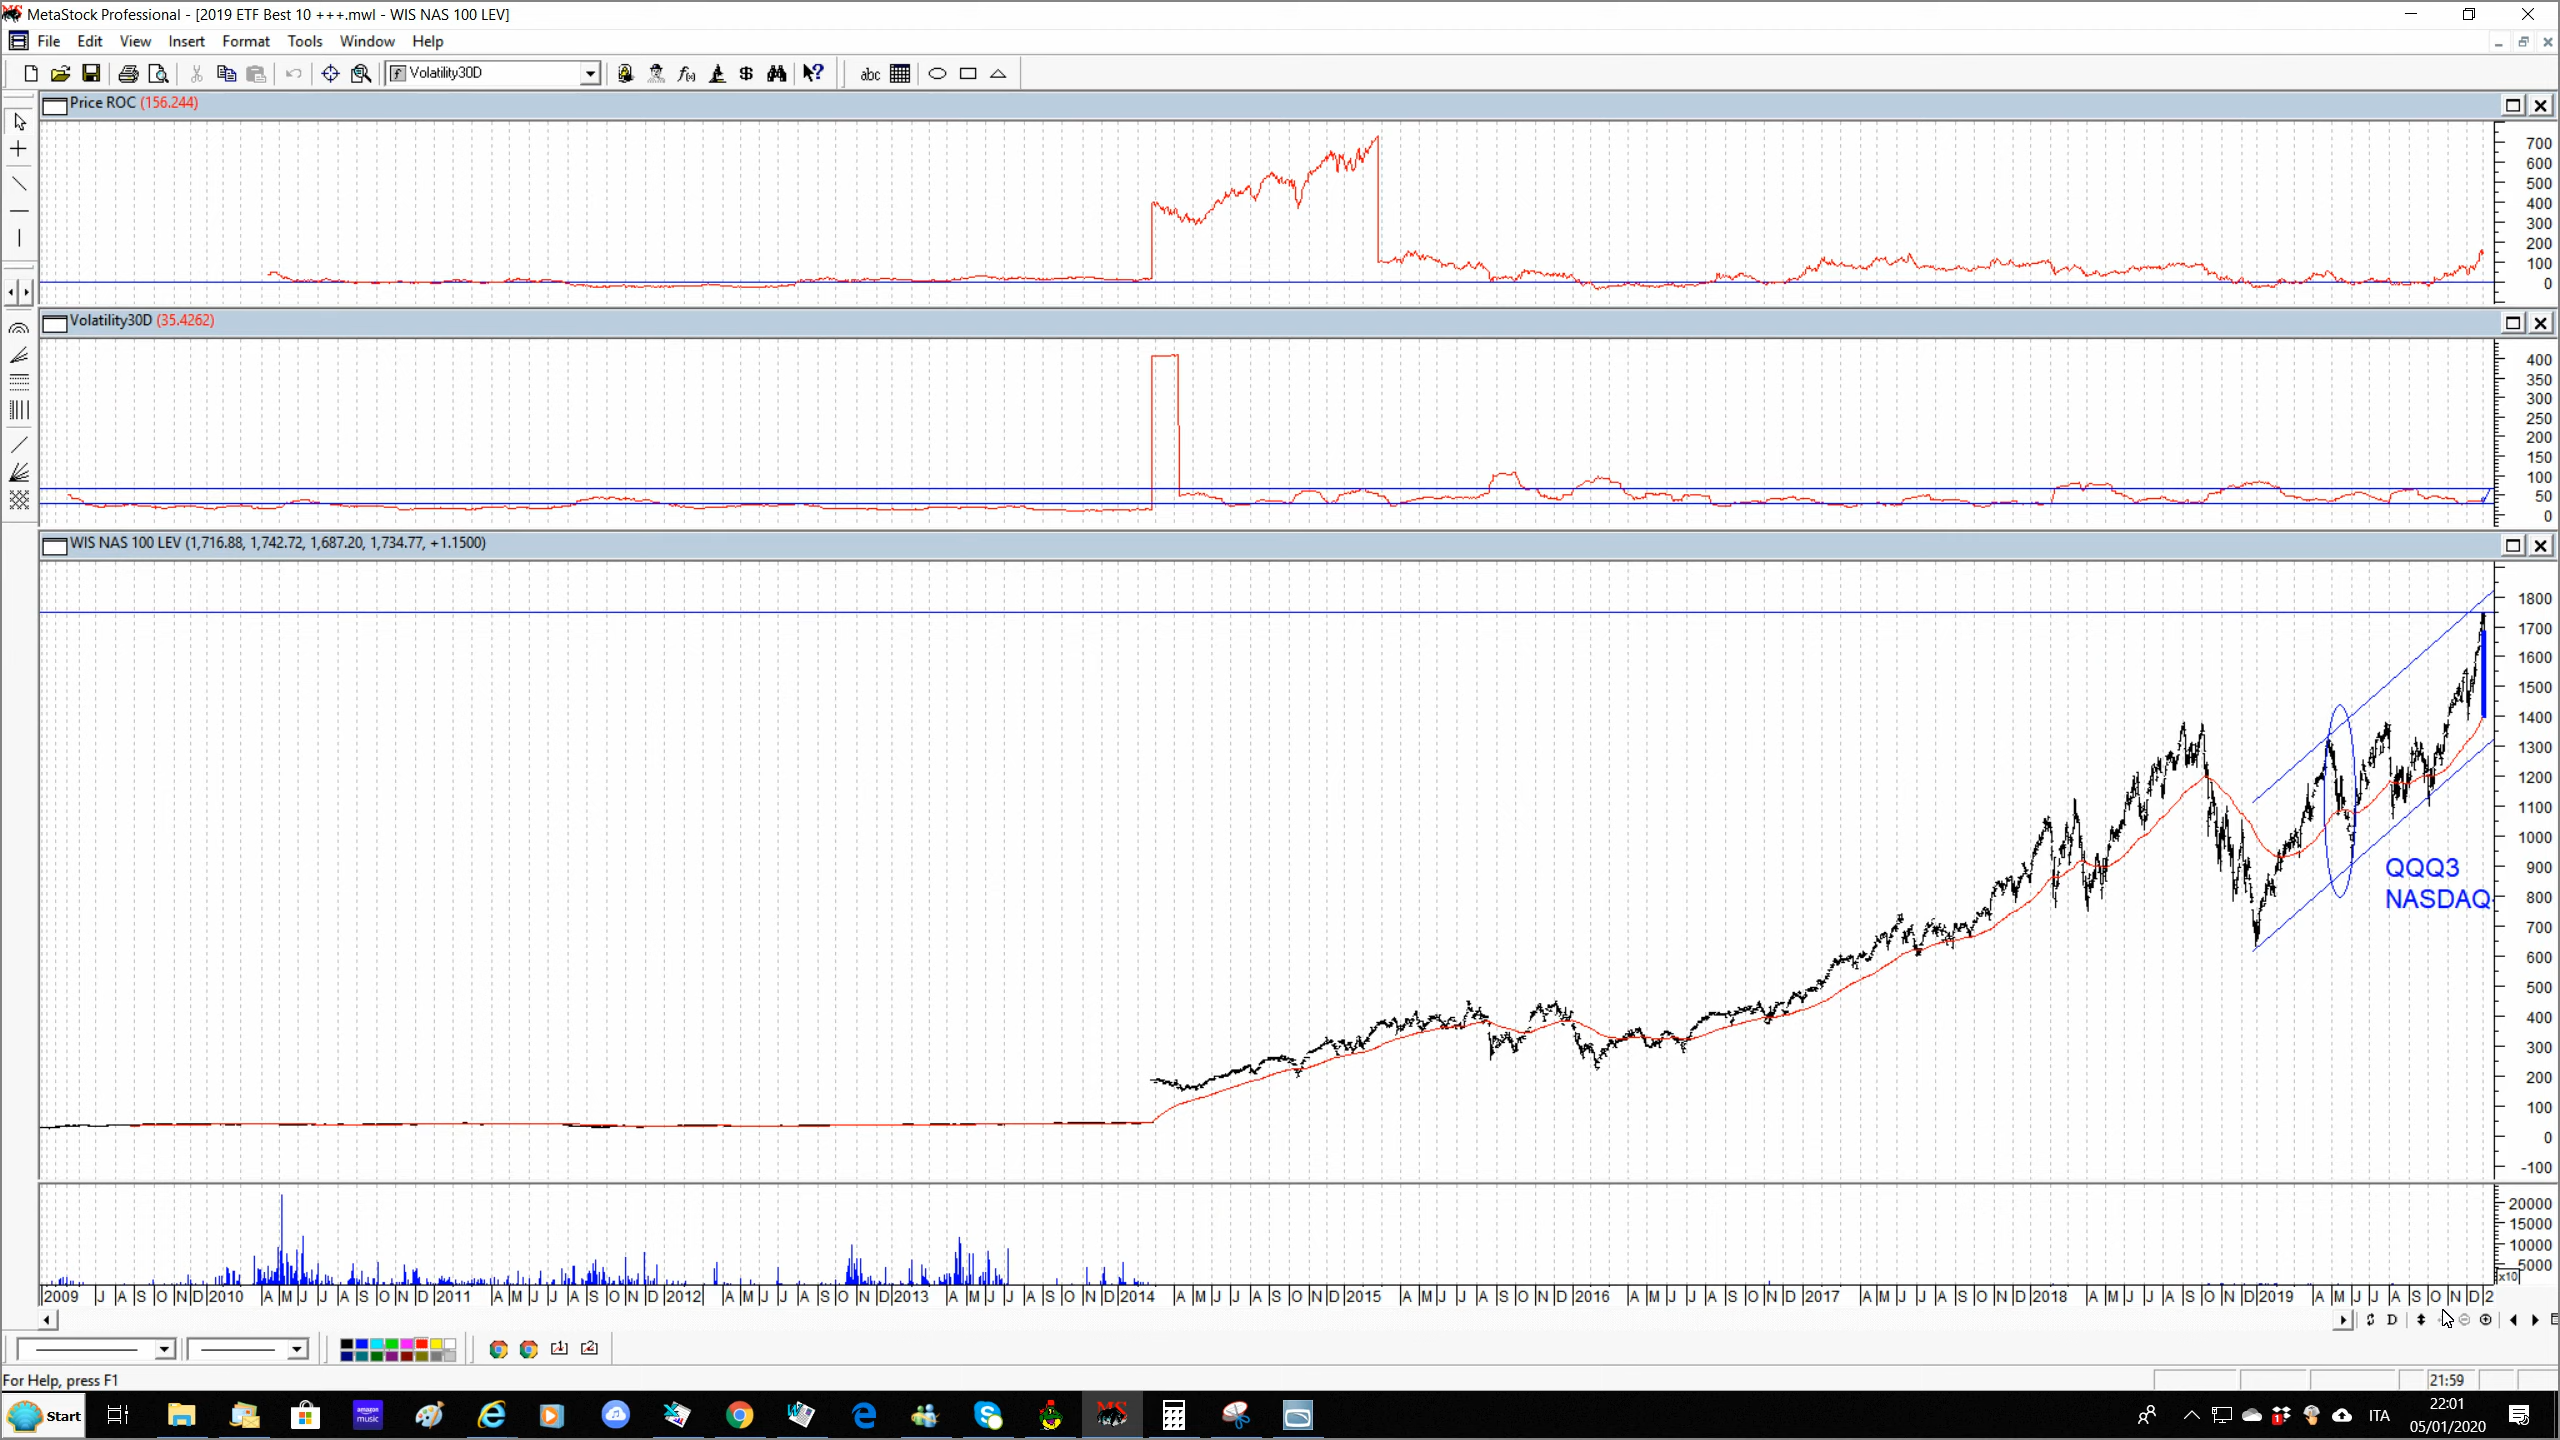 MetaStock Professional - [2019 ETF Best 10 +++.mwl - WIS NAS 100 LEV]
File Edit View Insert Format Tools Window Help
Volatility30D
abc
Price ROC (156.244)
700
600
500
400
300
200
100
0
Volatility30D (35.4262)
400
350
300
250
200
150
100
50
0
WIS NAS 100 LEV (1,716.88, 1,742.72, 1,687.20, 1,734.77, +1.1500)
1800
1700
1600
1500
1400
1300
1200
1100
1000
900
800
700
600
500
400
300
200
100
0
-100
QQQ3
NASDAQ
20000
15000
10000
5000
x10
2009 J A S O N D 2010 A M J J A S O N D 2011 A M J J A S O N D 2012 A M J J A S O N D 2013 A M J J A S O N D 2014 A M J J A S O N D 2015 A M J J A S O N D 2016 A M J J A S O N D 2017 A M J J A S O N D 2018 A M J J A S O N D 2019 A M J J A S O N D 2
D
For Help, press F1
21:59
Start
amazon music
MS
ITA
22:01
05/01/2020